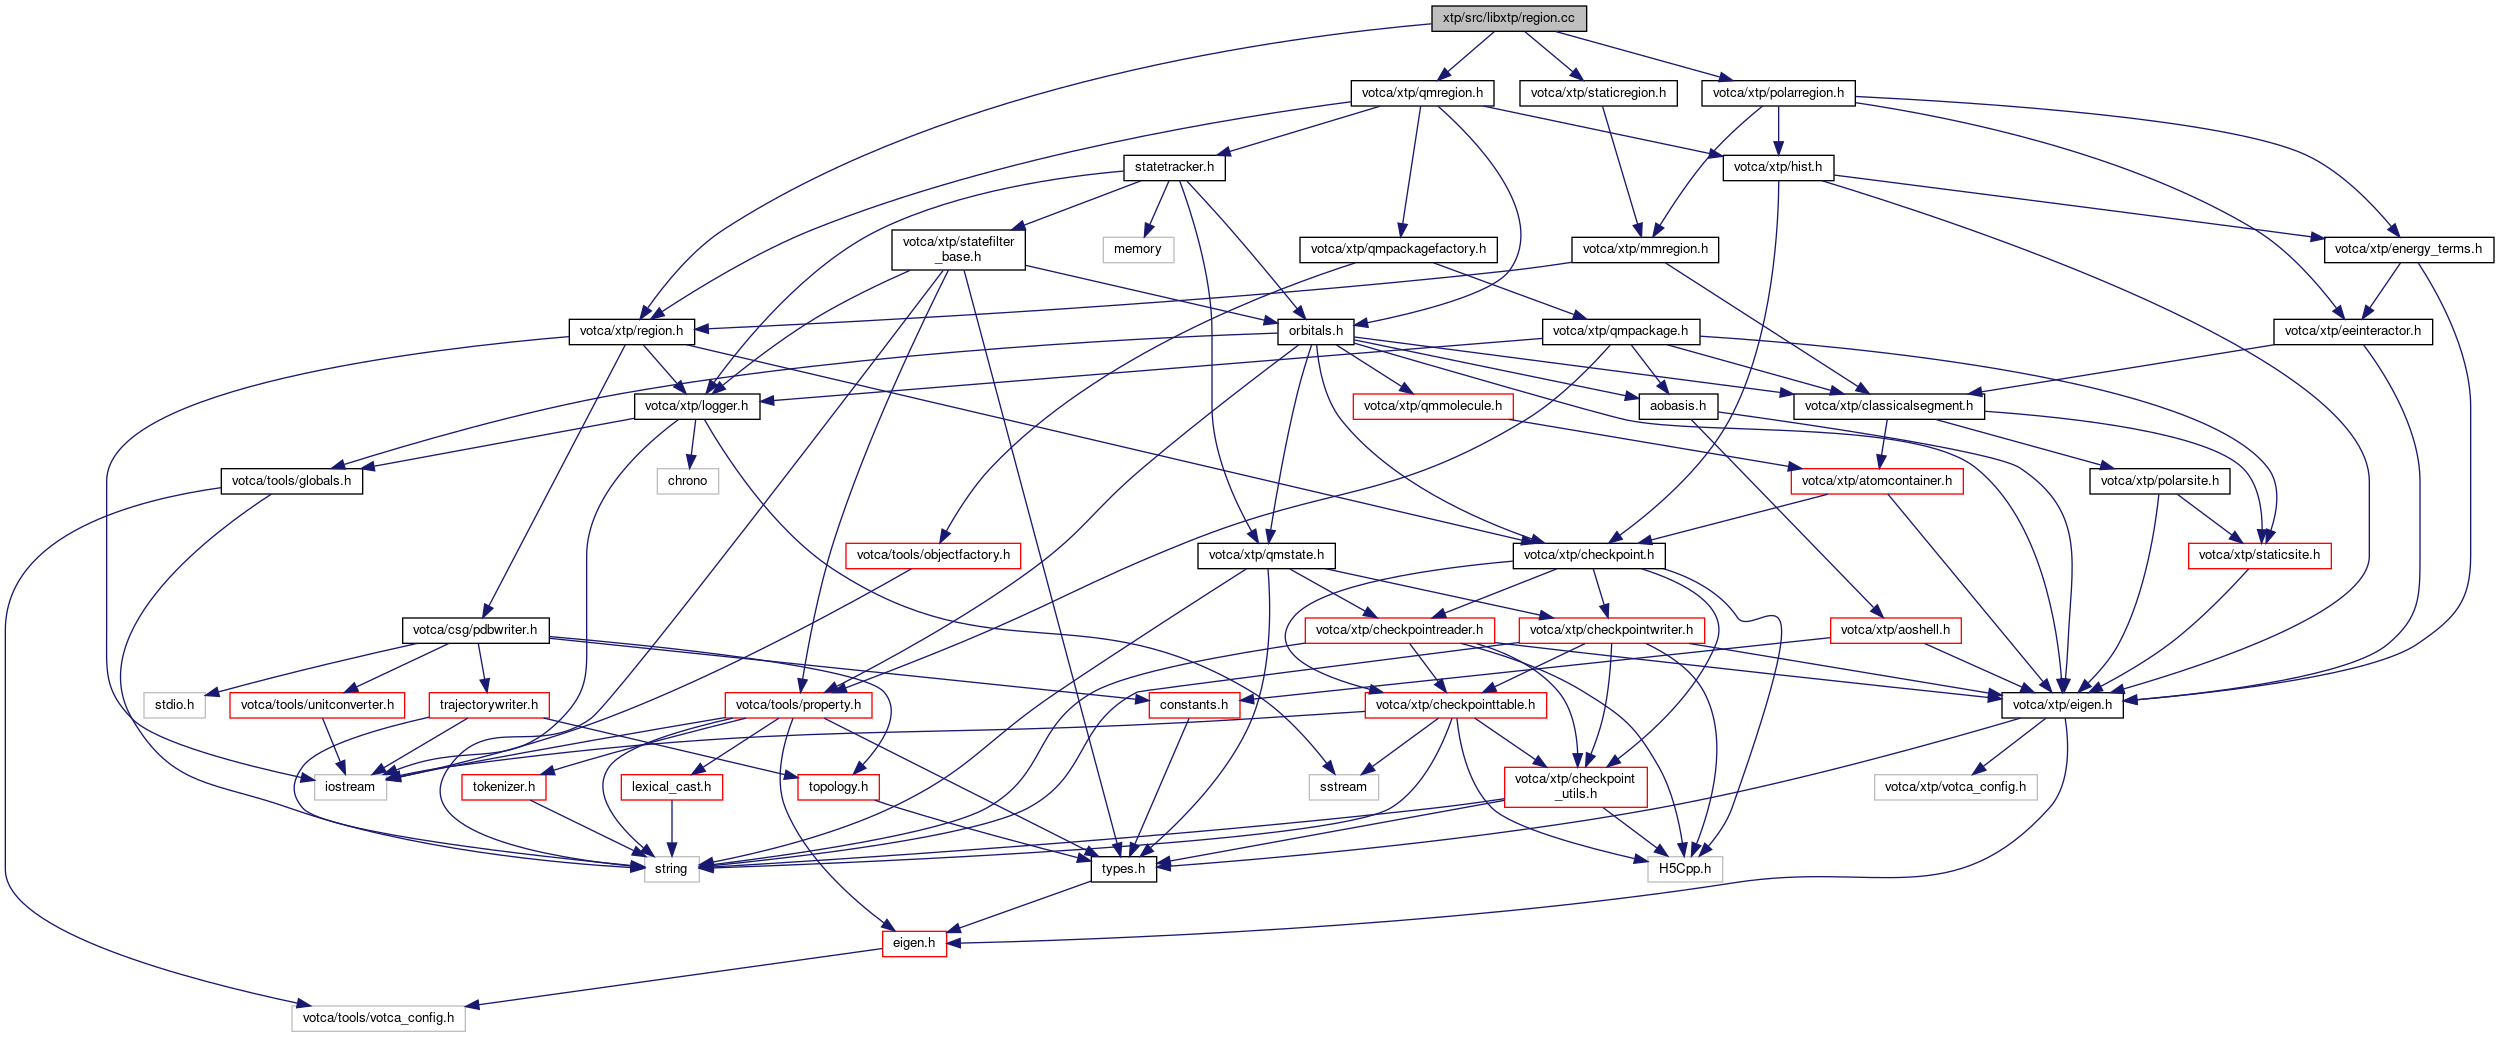 xtp/src/libxtp/region.cc
votca/xtp/qmregion.h
votca/xtp/staticregion.h
votca/xtp/polarregion.h
statetracker.h
votca/xtp/hist.h
votca/xtp/statefilter
_base.h
memory
votca/xtp/qmpackagefactory.h
votca/xtp/mmregion.h
votca/xtp/energy_terms.h
votca/xtp/region.h
orbitals.h
votca/xtp/qmpackage.h
votca/xtp/eeinteractor.h
votca/xtp/logger.h
votca/xtp/qmmolecule.h
aobasis.h
votca/xtp/classicalsegment.h
votca/tools/globals.h
chrono
votca/xtp/atomcontainer.h
votca/xtp/polarsite.h
votca/tools/objectfactory.h
votca/xtp/qmstate.h
votca/xtp/checkpoint.h
votca/xtp/staticsite.h
votca/csg/pdbwriter.h
votca/xtp/checkpointreader.h
votca/xtp/checkpointwriter.h
votca/xtp/aoshell.h
stdio.h
votca/tools/unitconverter.h
trajectorywriter.h
votca/tools/property.h
constants.h
votca/xtp/checkpointtable.h
votca/xtp/eigen.h
iostream
tokenizer.h
lexical_cast.h
topology.h
sstream
votca/xtp/checkpoint
_utils.h
votca/xtp/votca_config.h
string
types.h
H5Cpp.h
eigen.h
votca/tools/votca_config.h